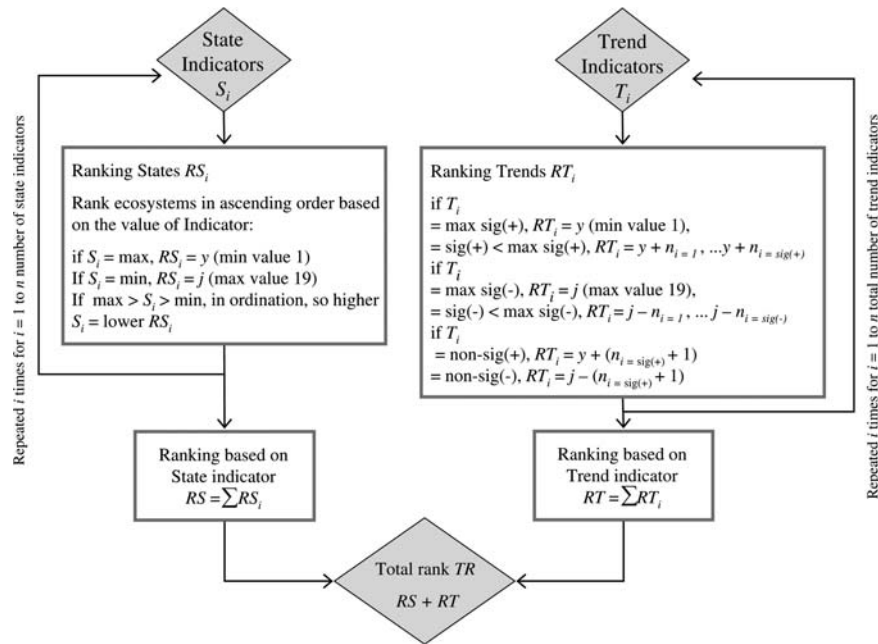 State
Indicators
S_i
Ranking States RS_i
Rank ecosystems in ascending order based
on the value of Indicator:
if S_i = max, RS_i = y (min value 1)
If S_i = min, RS_i = j (max value 19)
If max > S_i > min, in ordination, so higher
S_i = lower RS_i
Repeated i times for i = 1 to n number of state indicators
Ranking based on
State indicator
RS = ∑RS_i
Trend
Indicators
T_i
Ranking Trends RT_i
if T_i
= max sig(+), RT_i = y (min value 1),
= sig(+) < max sig(+), RT_i = y + n_{i = 1}, ...y + n_{i = sig(+)}
if T_i
= max sig(-), RT_i = j (max value 19),
= sig(-) < max sig(-), RT_i = j – n_{i = 1}, ... j – n_{i = sig(-)}
if T_i
= non-sig(+), RT_i = y + (n_{i = sig(+)} + 1)
= non-sig(-), RT_i = j – (n_{i = sig(+)} + 1)
Repeated i times for i = 1 to n total number of trend indicators
Ranking based on
Trend indicator
RT = ∑RT_i
Total rank TR
RS + RT